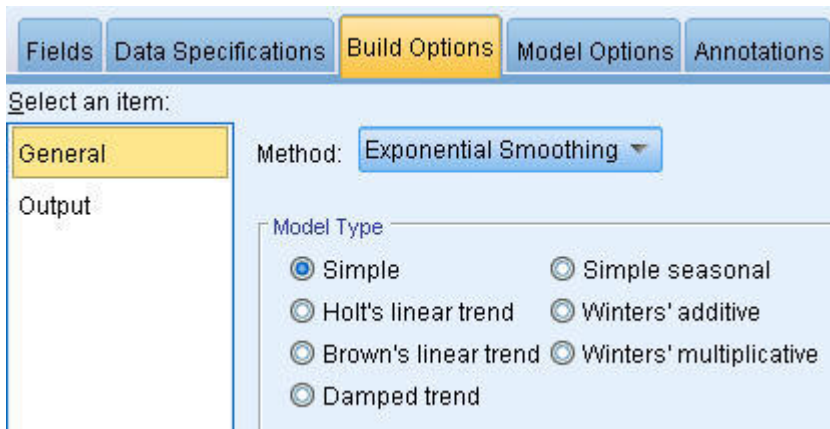 Fields Data Specifications Build Options Model Options Annotations
Select an item:
General
Output
Method: Exponential Smoothing
Model Type
Simple
Simple seasonal
Holt's linear trend
Winters' additive
Brown's linear trend
Winters' multiplicative
Damped trend